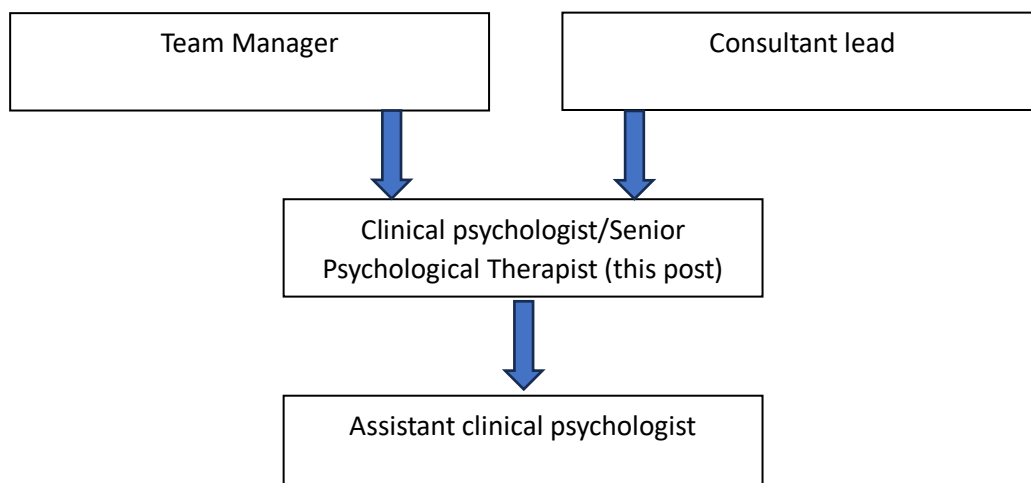 Team Manager
Consultant lead
Clinical psychologist/Senior
Psychological Therapist (this post)
Assistant clinical psychologist